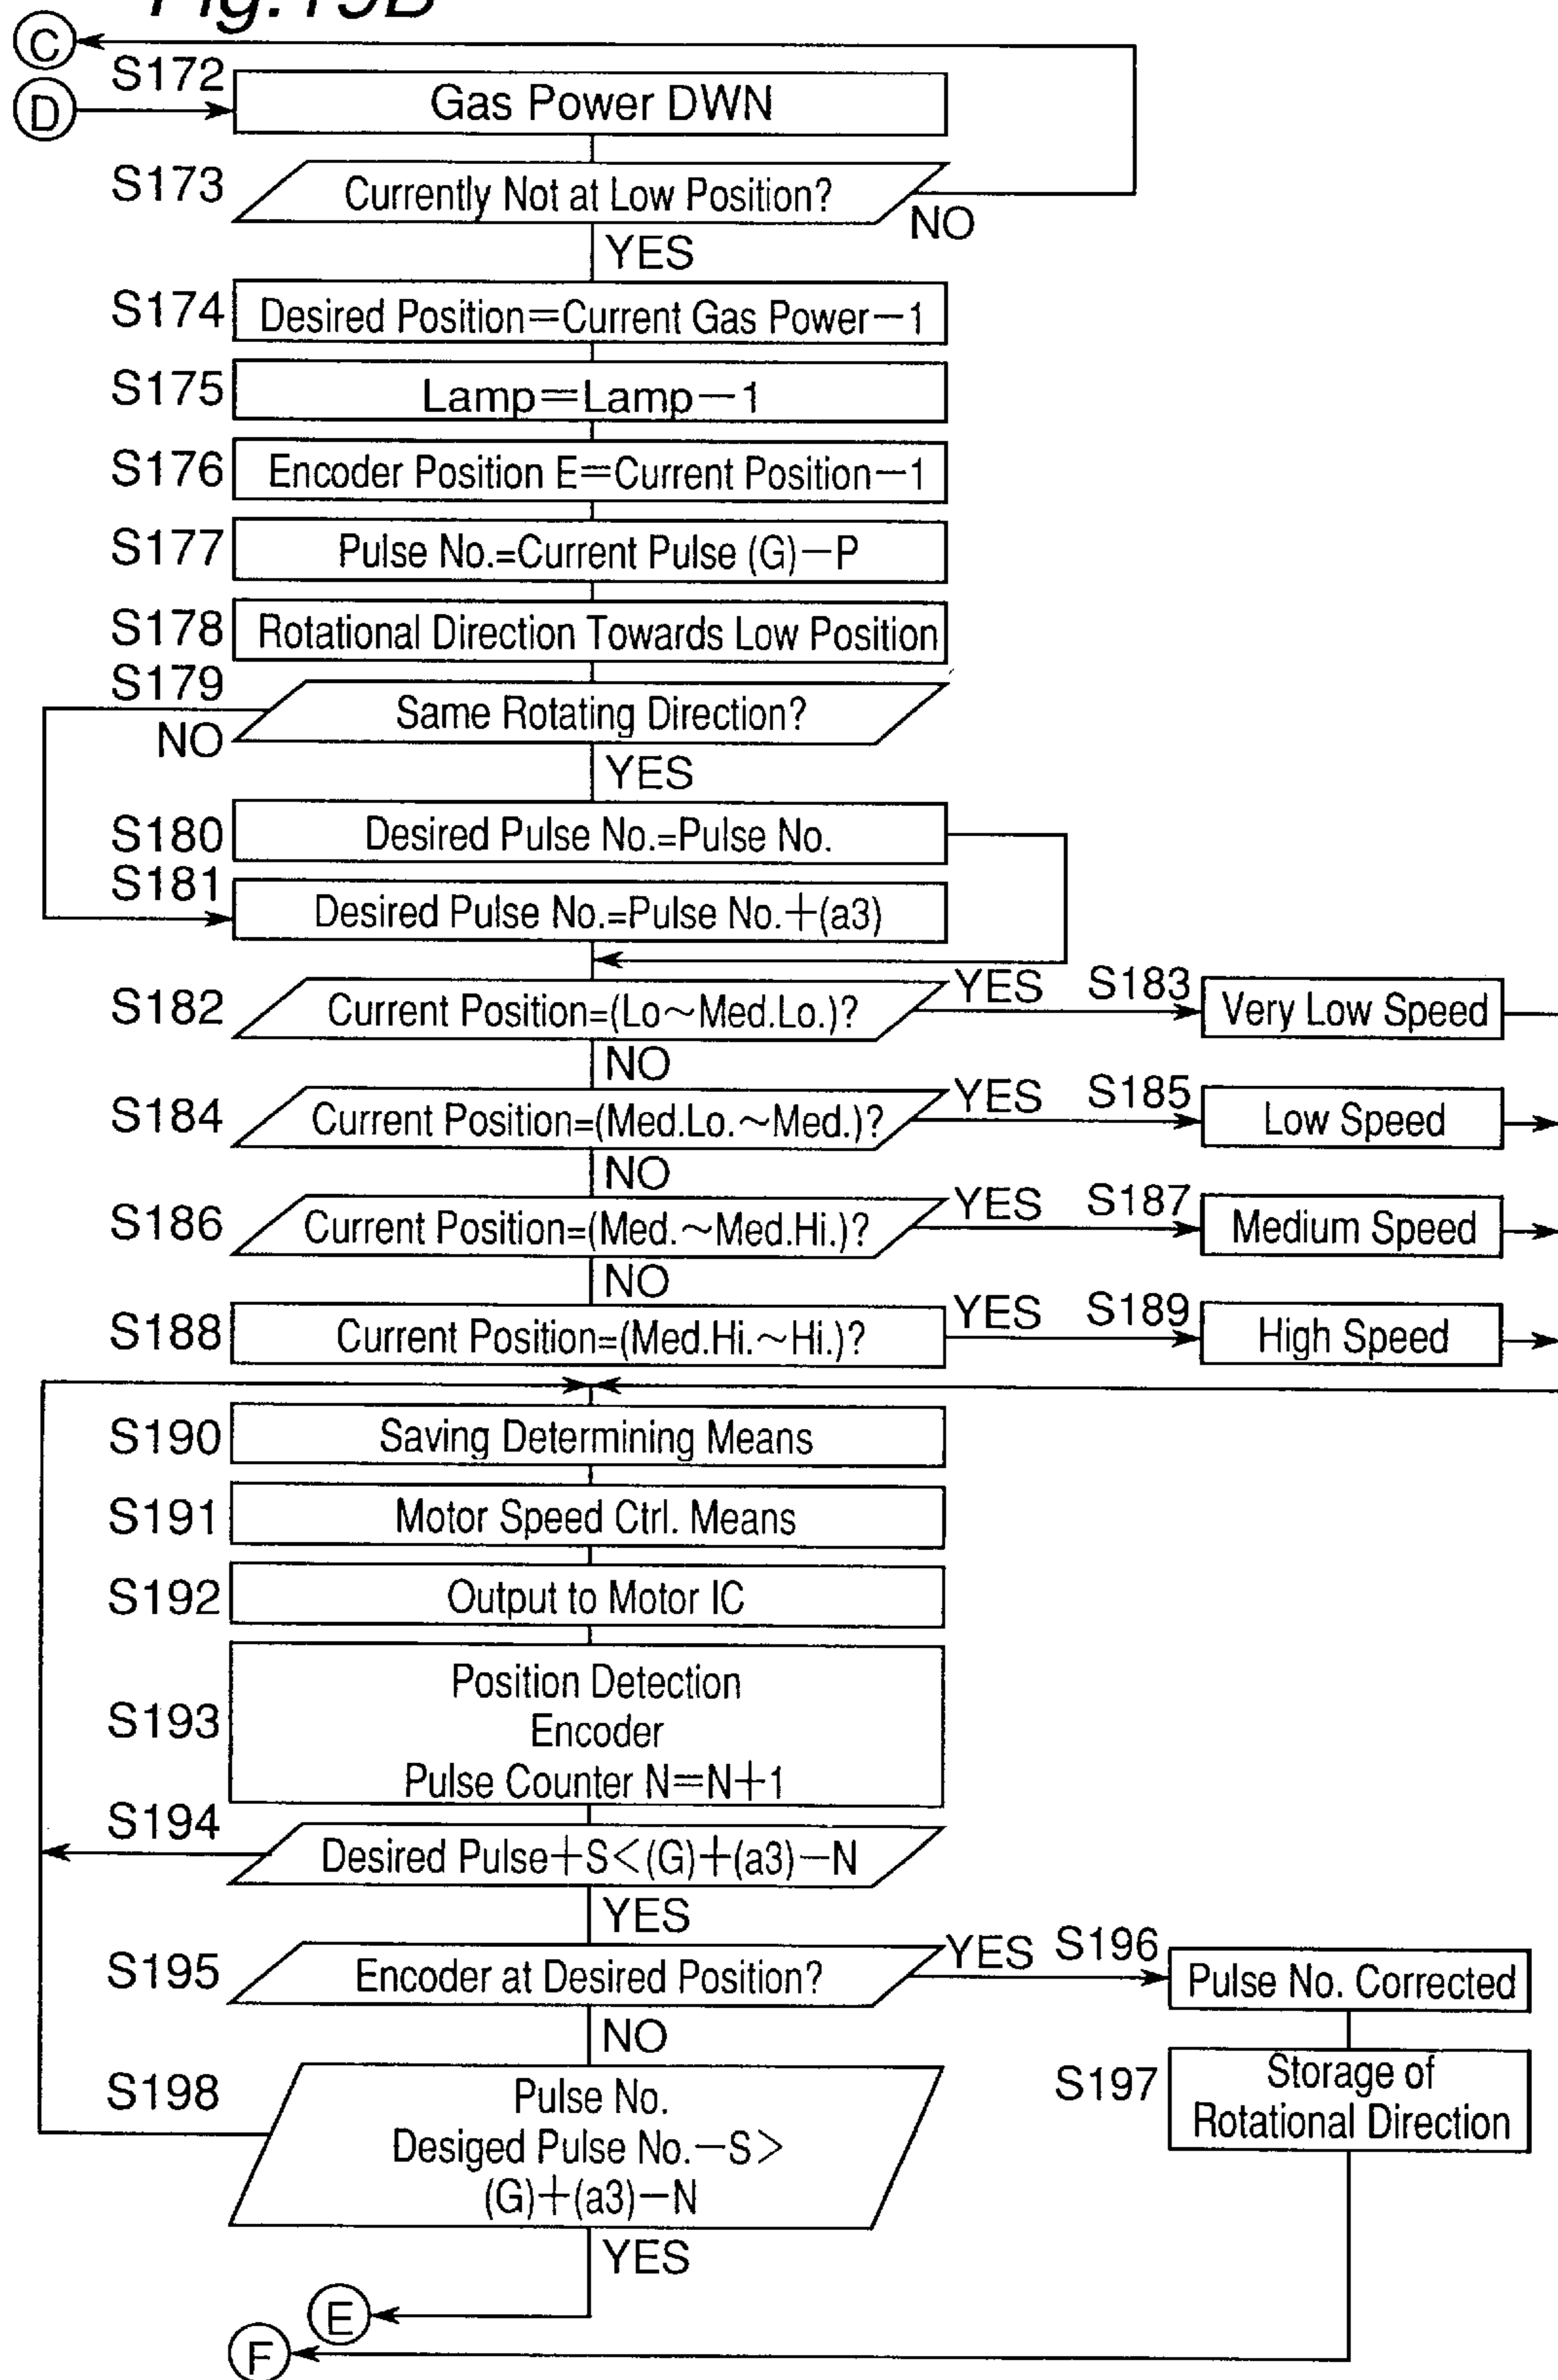 Fig.19B
C
D
S172
Gas Power DWN
S173
Currently Not at Low Position?
NO
YES
S174
Desired Position=Current Gas Power−1
S175
Lamp=Lamp−1
S176
Encoder Position E=Current Position−1
S177
Pulse No.=Current Pulse (G)−P
S178
Rotational Direction Towards Low Position
S179
Same Rotating Direction?
NO
YES
S180
Desired Pulse No.=Pulse No.
S181
Desired Pulse No.=Pulse No.+(a3)
S182
Current Position=(Lo~Med.Lo.)?
YES
S183
Very Low Speed
NO
S184
Current Position=(Med.Lo.~Med.)?
YES
S185
Low Speed
NO
S186
Current Position=(Med.~Med.Hi.)?
YES
S187
Medium Speed
NO
S188
Current Position=(Med.Hi.~Hi.)?
YES
S189
High Speed
S190
Saving Determining Means
S191
Motor Speed Ctrl. Means
S192
Output to Motor IC
S193
Position Detection
Encoder
Pulse Counter N=N+1
S194
Desired Pulse+S<(G)+(a3)−N
YES
S195
Encoder at Desired Position?
YES
S196
Pulse No. Corrected
NO
S197
Storage of
Rotational Direction
S198
Pulse No.
Desiged Pulse No.−S>
(G)+(a3)−N
YES
E
F